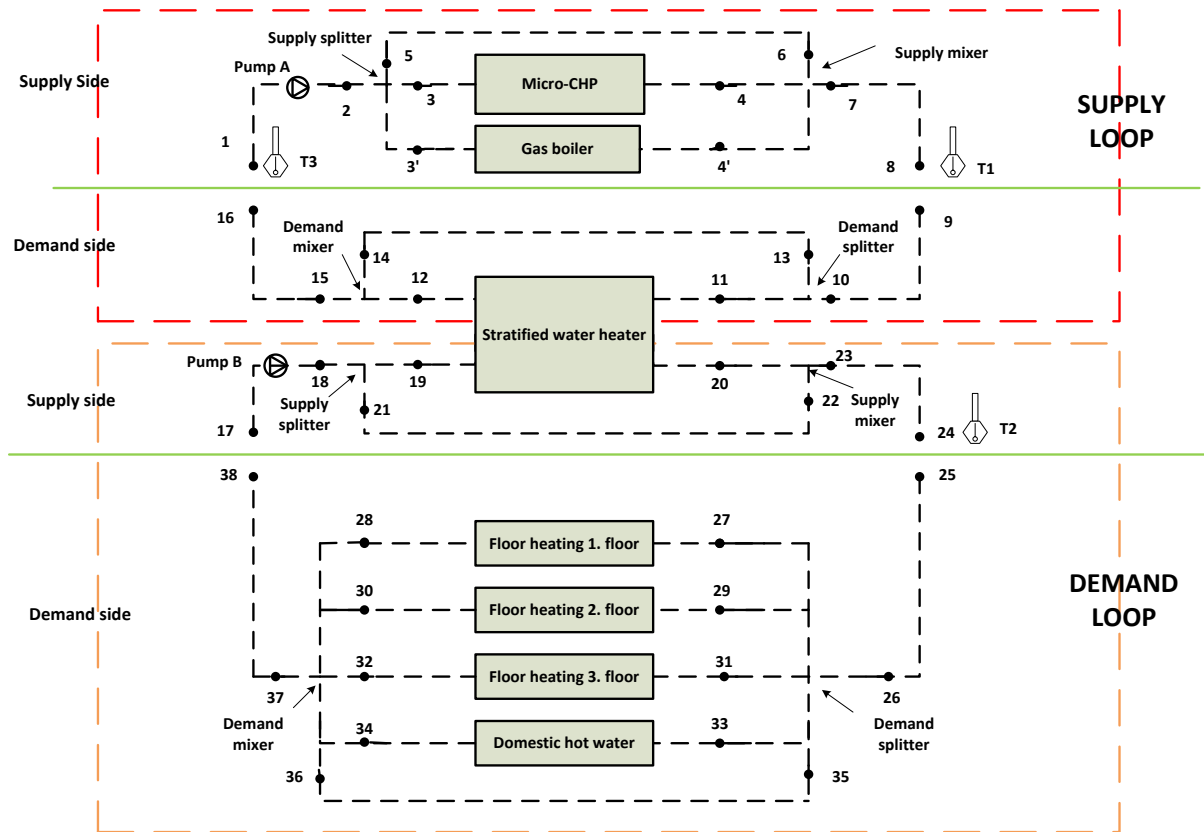 Supply splitter
5
6
Supply mixer
Supply Side
Pump A
Micro-CHP
2
3
4
7
SUPPLY
LOOP
1
T3
Gas boiler
3'
4'
8
T1
16
9
Demand side
Demand
mixer
Demand
splitter
14
13
15
12
11
10
Stratified water heater
Pump B
18
19
20
23
Supply side
Supply
splitter
21
22
Supply
mixer
17
24
T2
38
25
28
Floor heating 1. floor
27
30
Floor heating 2. floor
29
DEMAND
LOOP
Demand side
32
Floor heating 3. floor
31
37
26
Demand
mixer
34
Domestic hot water
33
Demand
splitter
36
35